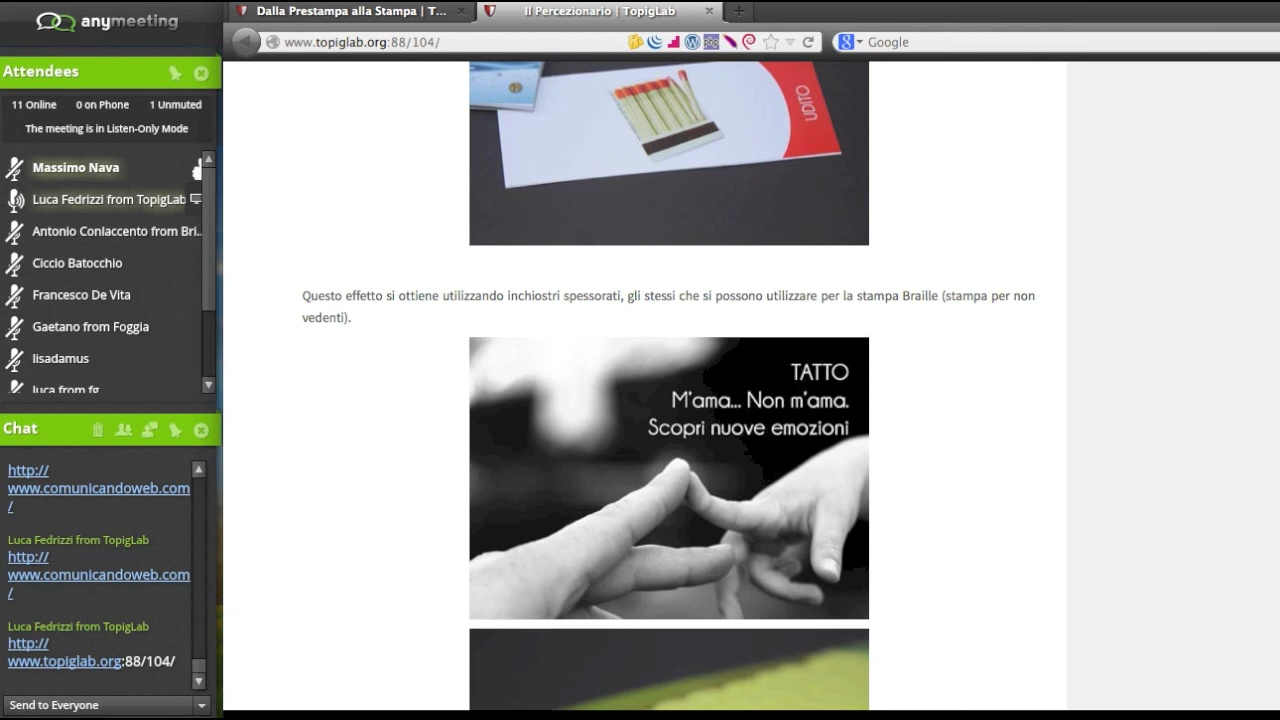 anymeeting
Dalla Prestampa alla Stampa | T...
Il Percezionario | TopigLab
www.topiglab.org:88/104/
Google
Attendees
11 Online
0 on Phone
1 Unmuted
The meeting is in Listen-Only Mode
Massimo Nava
Luca Fedrizzi from TopigLab
Antonio Conlaccento from Bri..
Ciccio Batocchio
Francesco De Vita
Gaetano from Foggia
lisadamus
luca from fg
Chat
http://
www.comunicandoweb.com
/
Luca Fedrizzi from TopigLab
http://
www.comunicandoweb.com
/
Luca Fedrizzi from TopigLab
http://
www.topiglab.org:88/104/
Send to Everyone
UDITO
Questo effetto si ottiene utilizzando inchiostri spessorati, gli stessi che si possono utilizzare per la stampa Braille (stampa per non
vedenti).
TATTO
M'ama... Non m'ama.
Scopri nuove emozioni